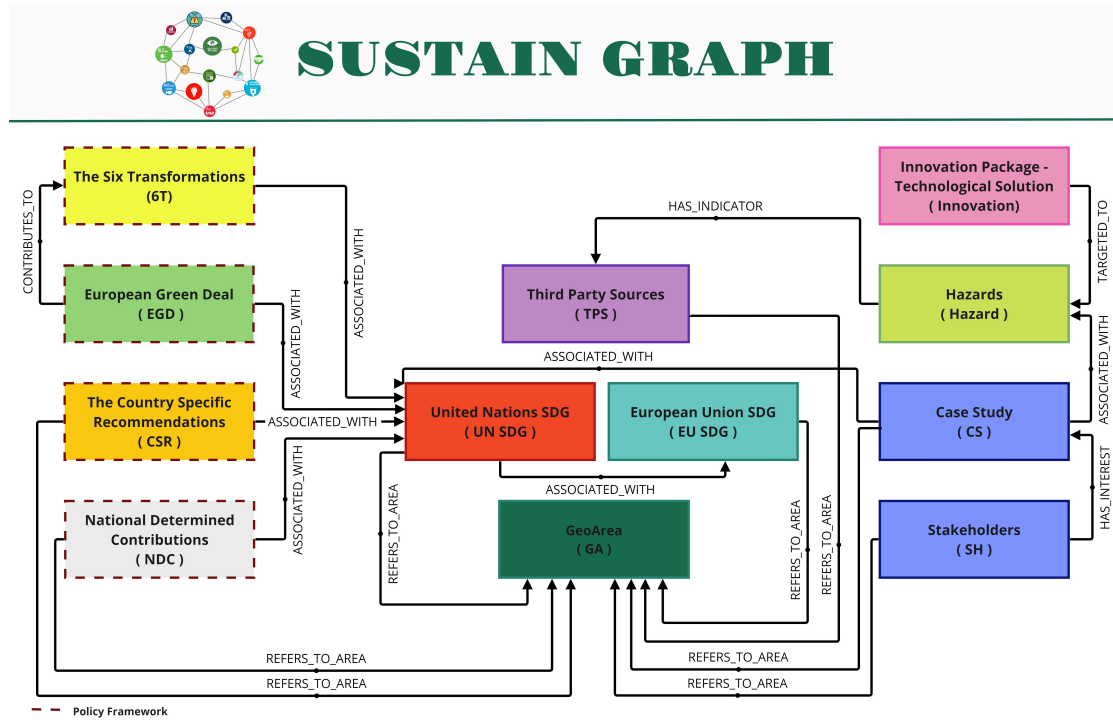 SUSTAIN GRAPH
The Six Transformations
(6T)
Innovation Package -
Technological Solution
( Innovation)
CONTRIBUTES_TO
ASSOCIATED_WITH
HAS_INDICATOR
TARGETED_TO
European Green Deal
( EGD )
ASSOCIATED_WITH
Third Party Sources
( TPS )
Hazards
( Hazard )
ASSOCIATED_WITH
ASSOCIATED_WITH
The Country Specific
Recommendations
( CSR )
ASSOCIATED_WITH
United Nations SDG
( UN SDG )
European Union SDG
( EU SDG )
Case Study
( CS )
ASSOCIATED_WITH
REFERS_TO_AREA
ASSOCIATED_WITH
REFERS_TO_AREA
REFERS_TO_AREA
HAS_INTEREST
National Determined
Contributions
( NDC )
GeoArea
( GA )
Stakeholders
( SH )
REFERS_TO_AREA
REFERS_TO_AREA
REFERS_TO_AREA
REFERS_TO_AREA
Policy Framework